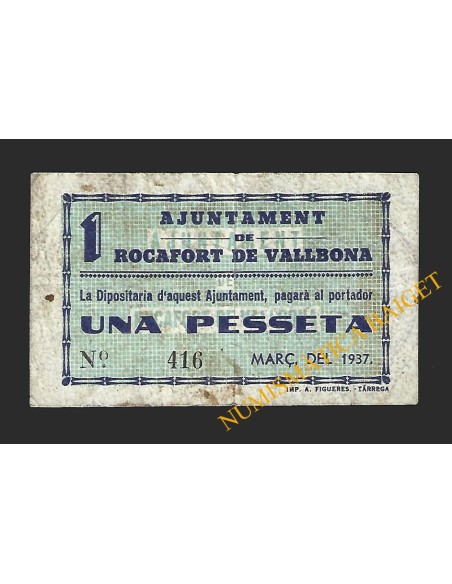 1
AJUNTAMENT
DE
ROCAFORT DE VALLBONA
La Dipositaria d'aquest Ajuntament, pagarà al portador
UNA PESSETA
Nº 416 MARÇ, DEL 1937.
IMP. A. FIGUERES. - TÀRREGA
NUMISMATICA RAIGET